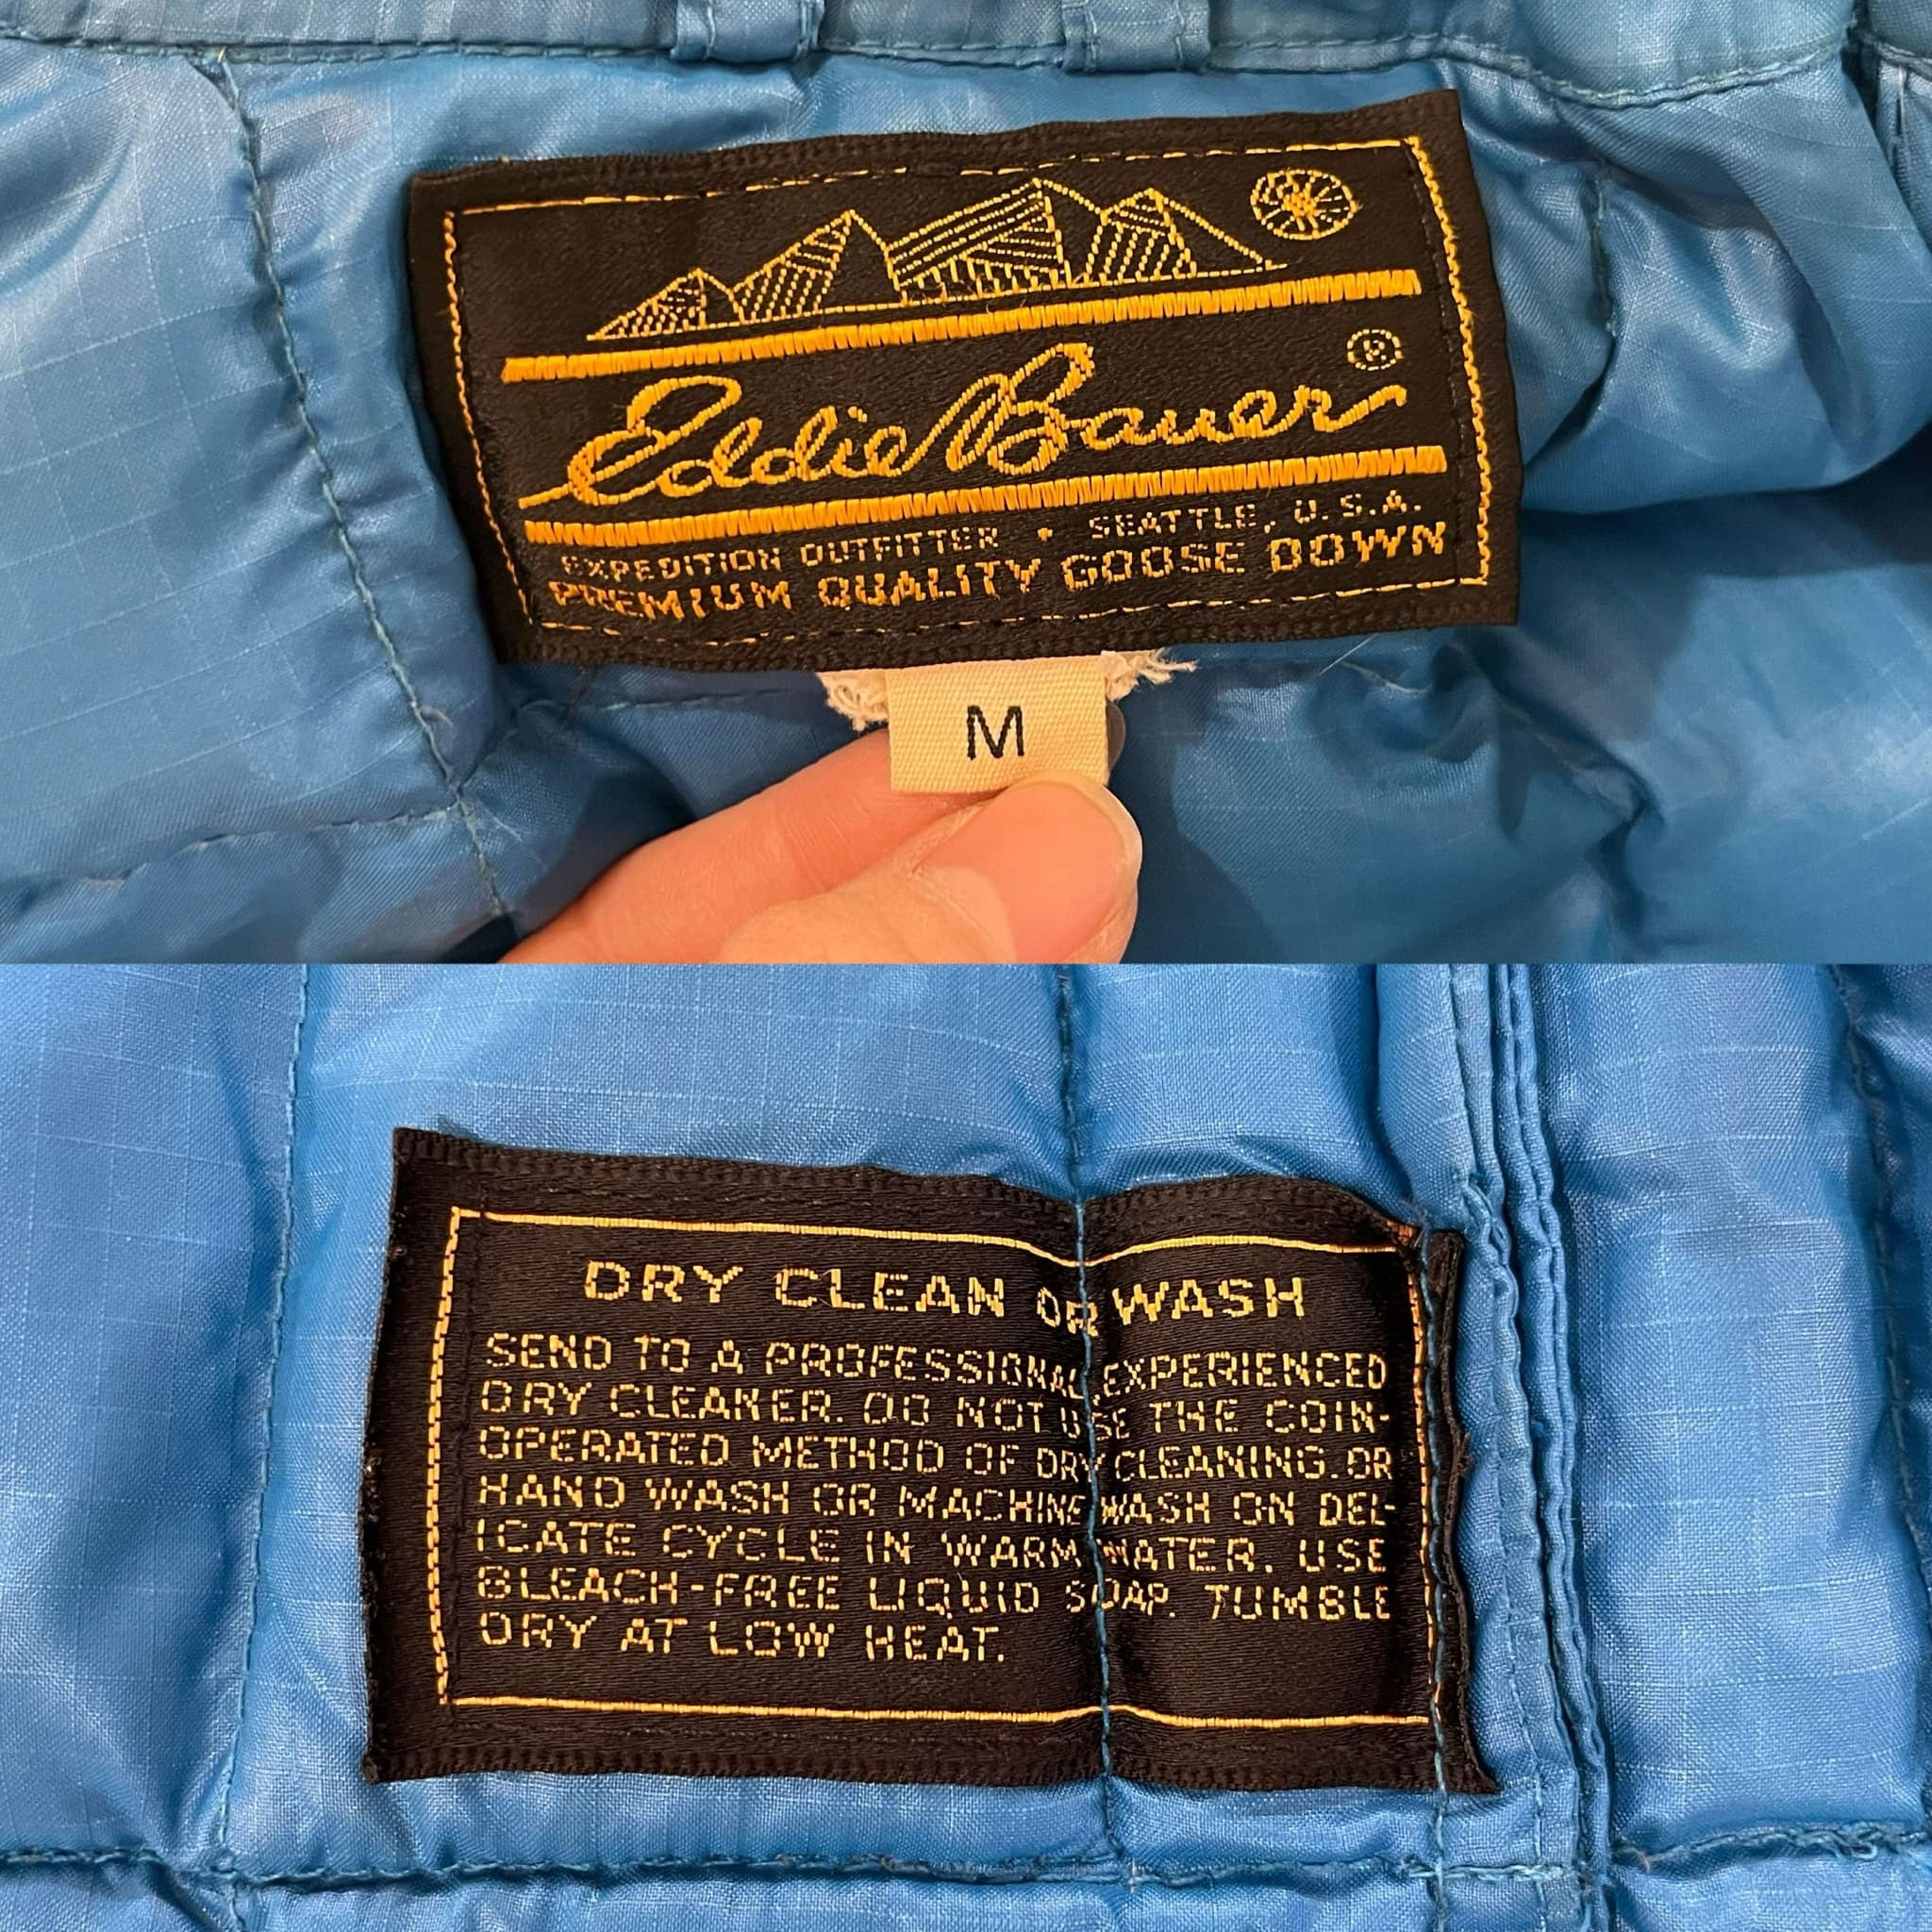 Eddie Bauer ®
EXPEDITION OUTFITTER • SEATTLE, U.S.A.
PREMIUM QUALITY GOOSE DOWN
M
DRY CLEAN OR WASH
SEND TO A PROFESSIONAL, EXPERIENCED
DRY CLEANER. DO NOT USE THE COIN-
OPERATED METHOD OF DRY CLEANING. OR
HAND WASH OR MACHINE WASH ON DEL-
ICATE CYCLE IN WARM WATER. USE
BLEACH-FREE LIQUID SOAP. TUMBLE
DRY AT LOW HEAT.